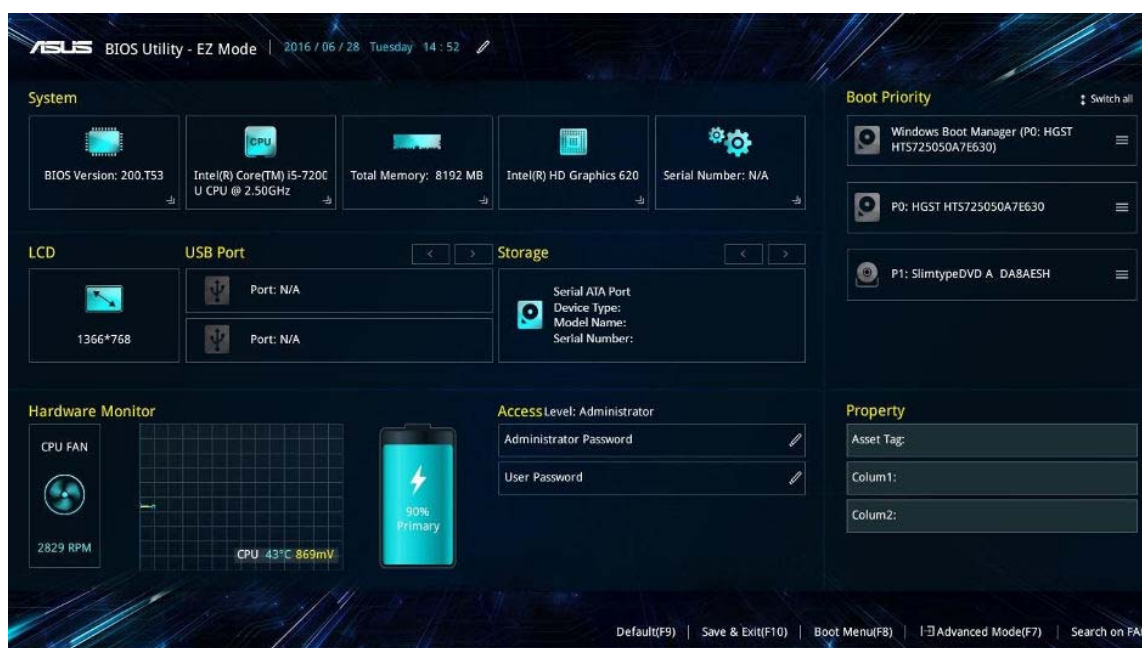 ASUS BIOS Utility - EZ Mode | 2016 / 06 / 28 Tuesday 14 : 52
System
BIOS Version: 200.T53
CPU
Intel(R) Core(TM) i5-7200
U CPU @ 2.50GHz
Total Memory: 8192 MB
Intel(R) HD Graphics 620
Serial Number: N/A
Boot Priority
Switch all
Windows Boot Manager (P0: HGST
HTS725050A7E630)
P0: HGST HTS725050A7E630
P1: SlimtypeDVD A DA8AESH
LCD
1366*768
USB Port
< >
Port: N/A
Port: N/A
Storage
< >
Serial ATA Port
Device Type:
Model Name:
Serial Number:
Hardware Monitor
CPU FAN
2829 RPM
CPU 43°C 869mV
90%
Primary
Access Level: Administrator
Administrator Password
User Password
Property
Asset Tag:
Colum1:
Colum2:
Default(F9) | Save & Exit(F10) | Boot Menu(F8) | Advanced Mode(F7) | Search on FA